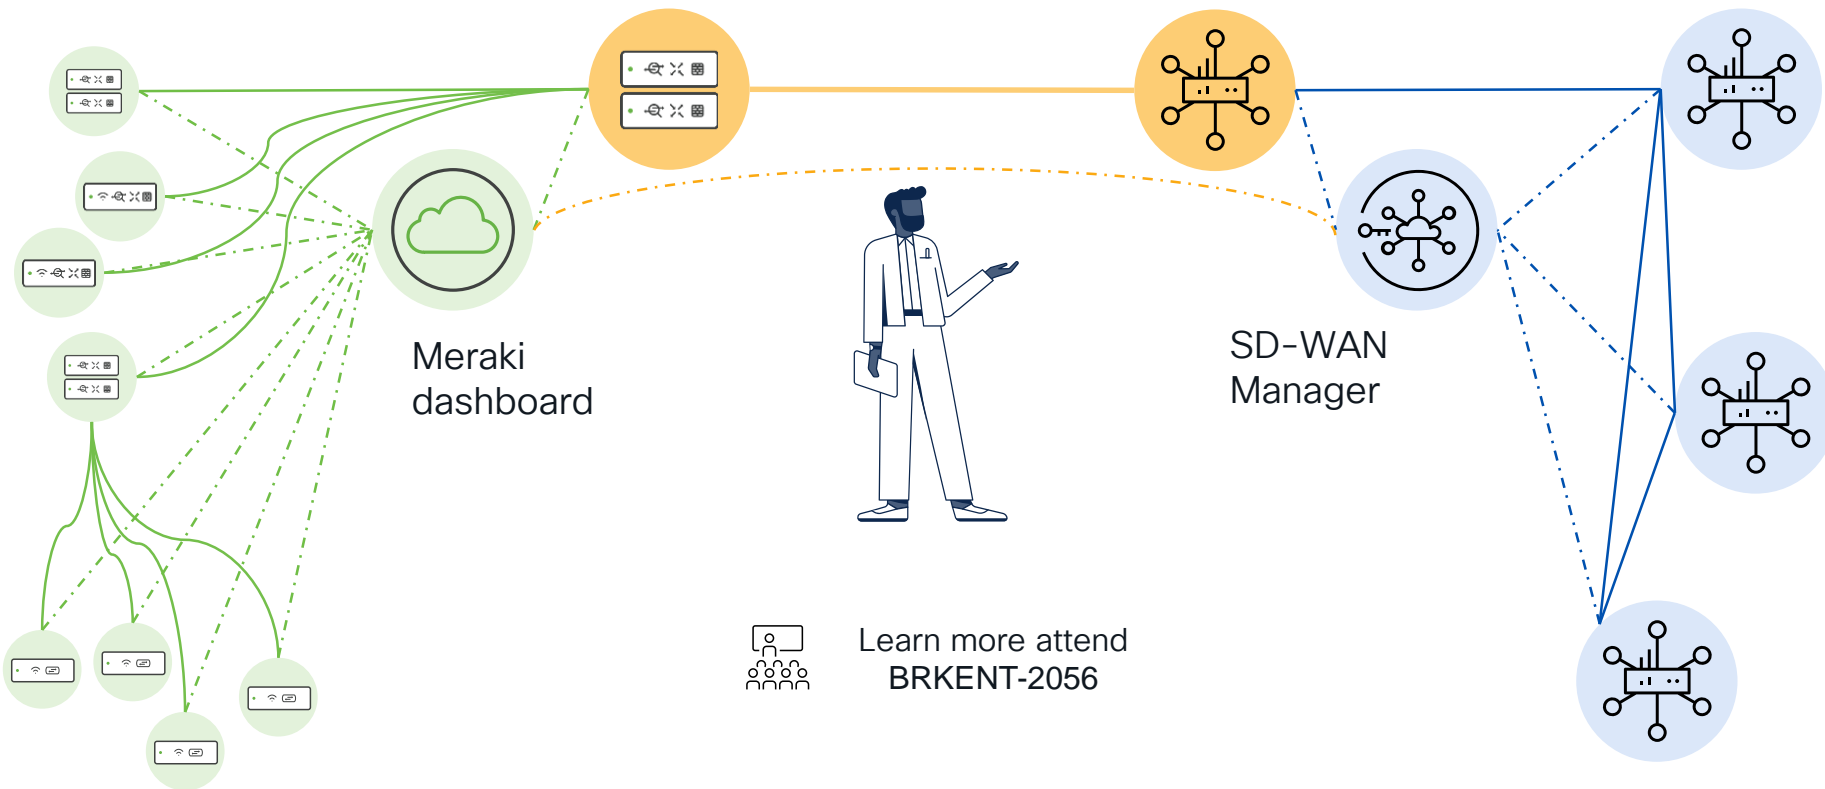 Meraki
dashboard
SD-WAN
Manager
Learn more attend
BRKENT-2056